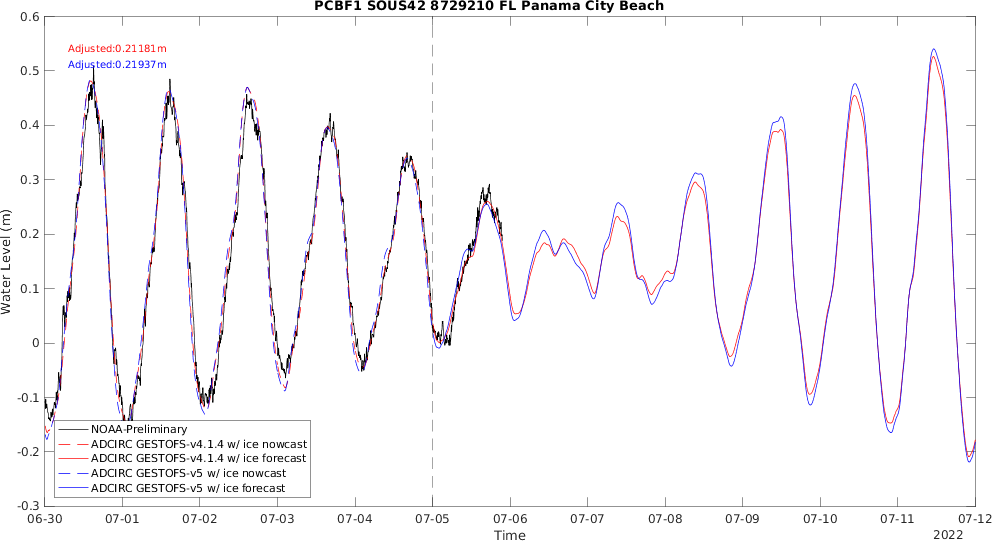 PCBF1 SOUS42 8729210 FL Panama City Beach
Adjusted:0.21181m
Adjusted:0.21937m
Water Level (m)
0.6
0.5
0.4
0.3
0.2
0.1
0
-0.1
-0.2
-0.3
NOAA-Preliminary
ADCIRC GESTOFS-v4.1.4 w/ ice nowcast
ADCIRC GESTOFS-v4.1.4 w/ ice forecast
ADCIRC GESTOFS-v5 w/ ice nowcast
ADCIRC GESTOFS-v5 w/ ice forecast
06-30 07-01 07-02 07-03 07-04 07-05 07-06 07-07 07-08 07-09 07-10 07-11 07-12
Time
2022